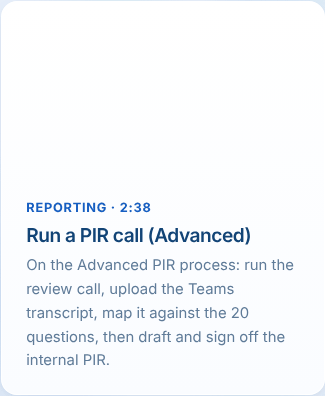 REPORTING · 2:38
Run a PIR call (Advanced)
On the Advanced PIR process: run the
review call, upload the Teams
transcript, map it against the 20
questions, then draft and sign off the
internal PIR.